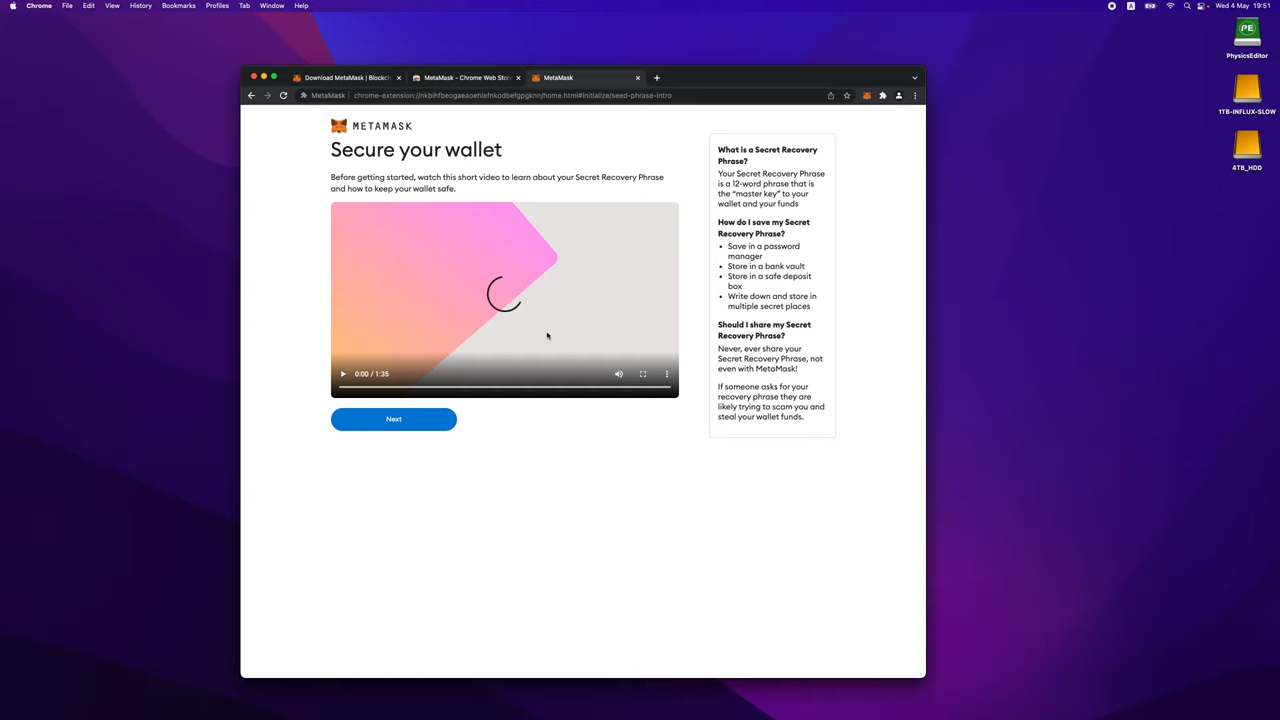 Chrome File Edit View History Bookmarks Profiles Tab Window Help
A
Wed 4 May 19:51
PE
PhysicsEditor
1TB-INFLUX-SLOW
4TB_HDD
Download MetaMask | Blockch
MetaMask - Chrome Web Stor
MetaMask
MetaMask | chrome-extension://nkbihfbeogaeaoehlefnkodbefgpgknn/home.html#initialize/seed-phrase-intro
METAMASK
Secure your wallet
Before getting started, watch this short video to learn about your Secret Recovery Phrase
and how to keep your wallet safe.
0:00 / 1:35
Next
What is a Secret Recovery
Phrase?
Your Secret Recovery Phrase
is a 12-word phrase that is
the “master key” to your
wallet and your funds
How do I save my Secret
Recovery Phrase?
• Save in a password
manager
• Store in a bank vault
• Store in a safe deposit
box
• Write down and store in
multiple secret places
Should I share my Secret
Recovery Phrase?
Never, ever share your
Secret Recovery Phrase, not
even with MetaMask!
If someone asks for your
recovery phrase they are
likely trying to scam you and
steal your wallet funds.